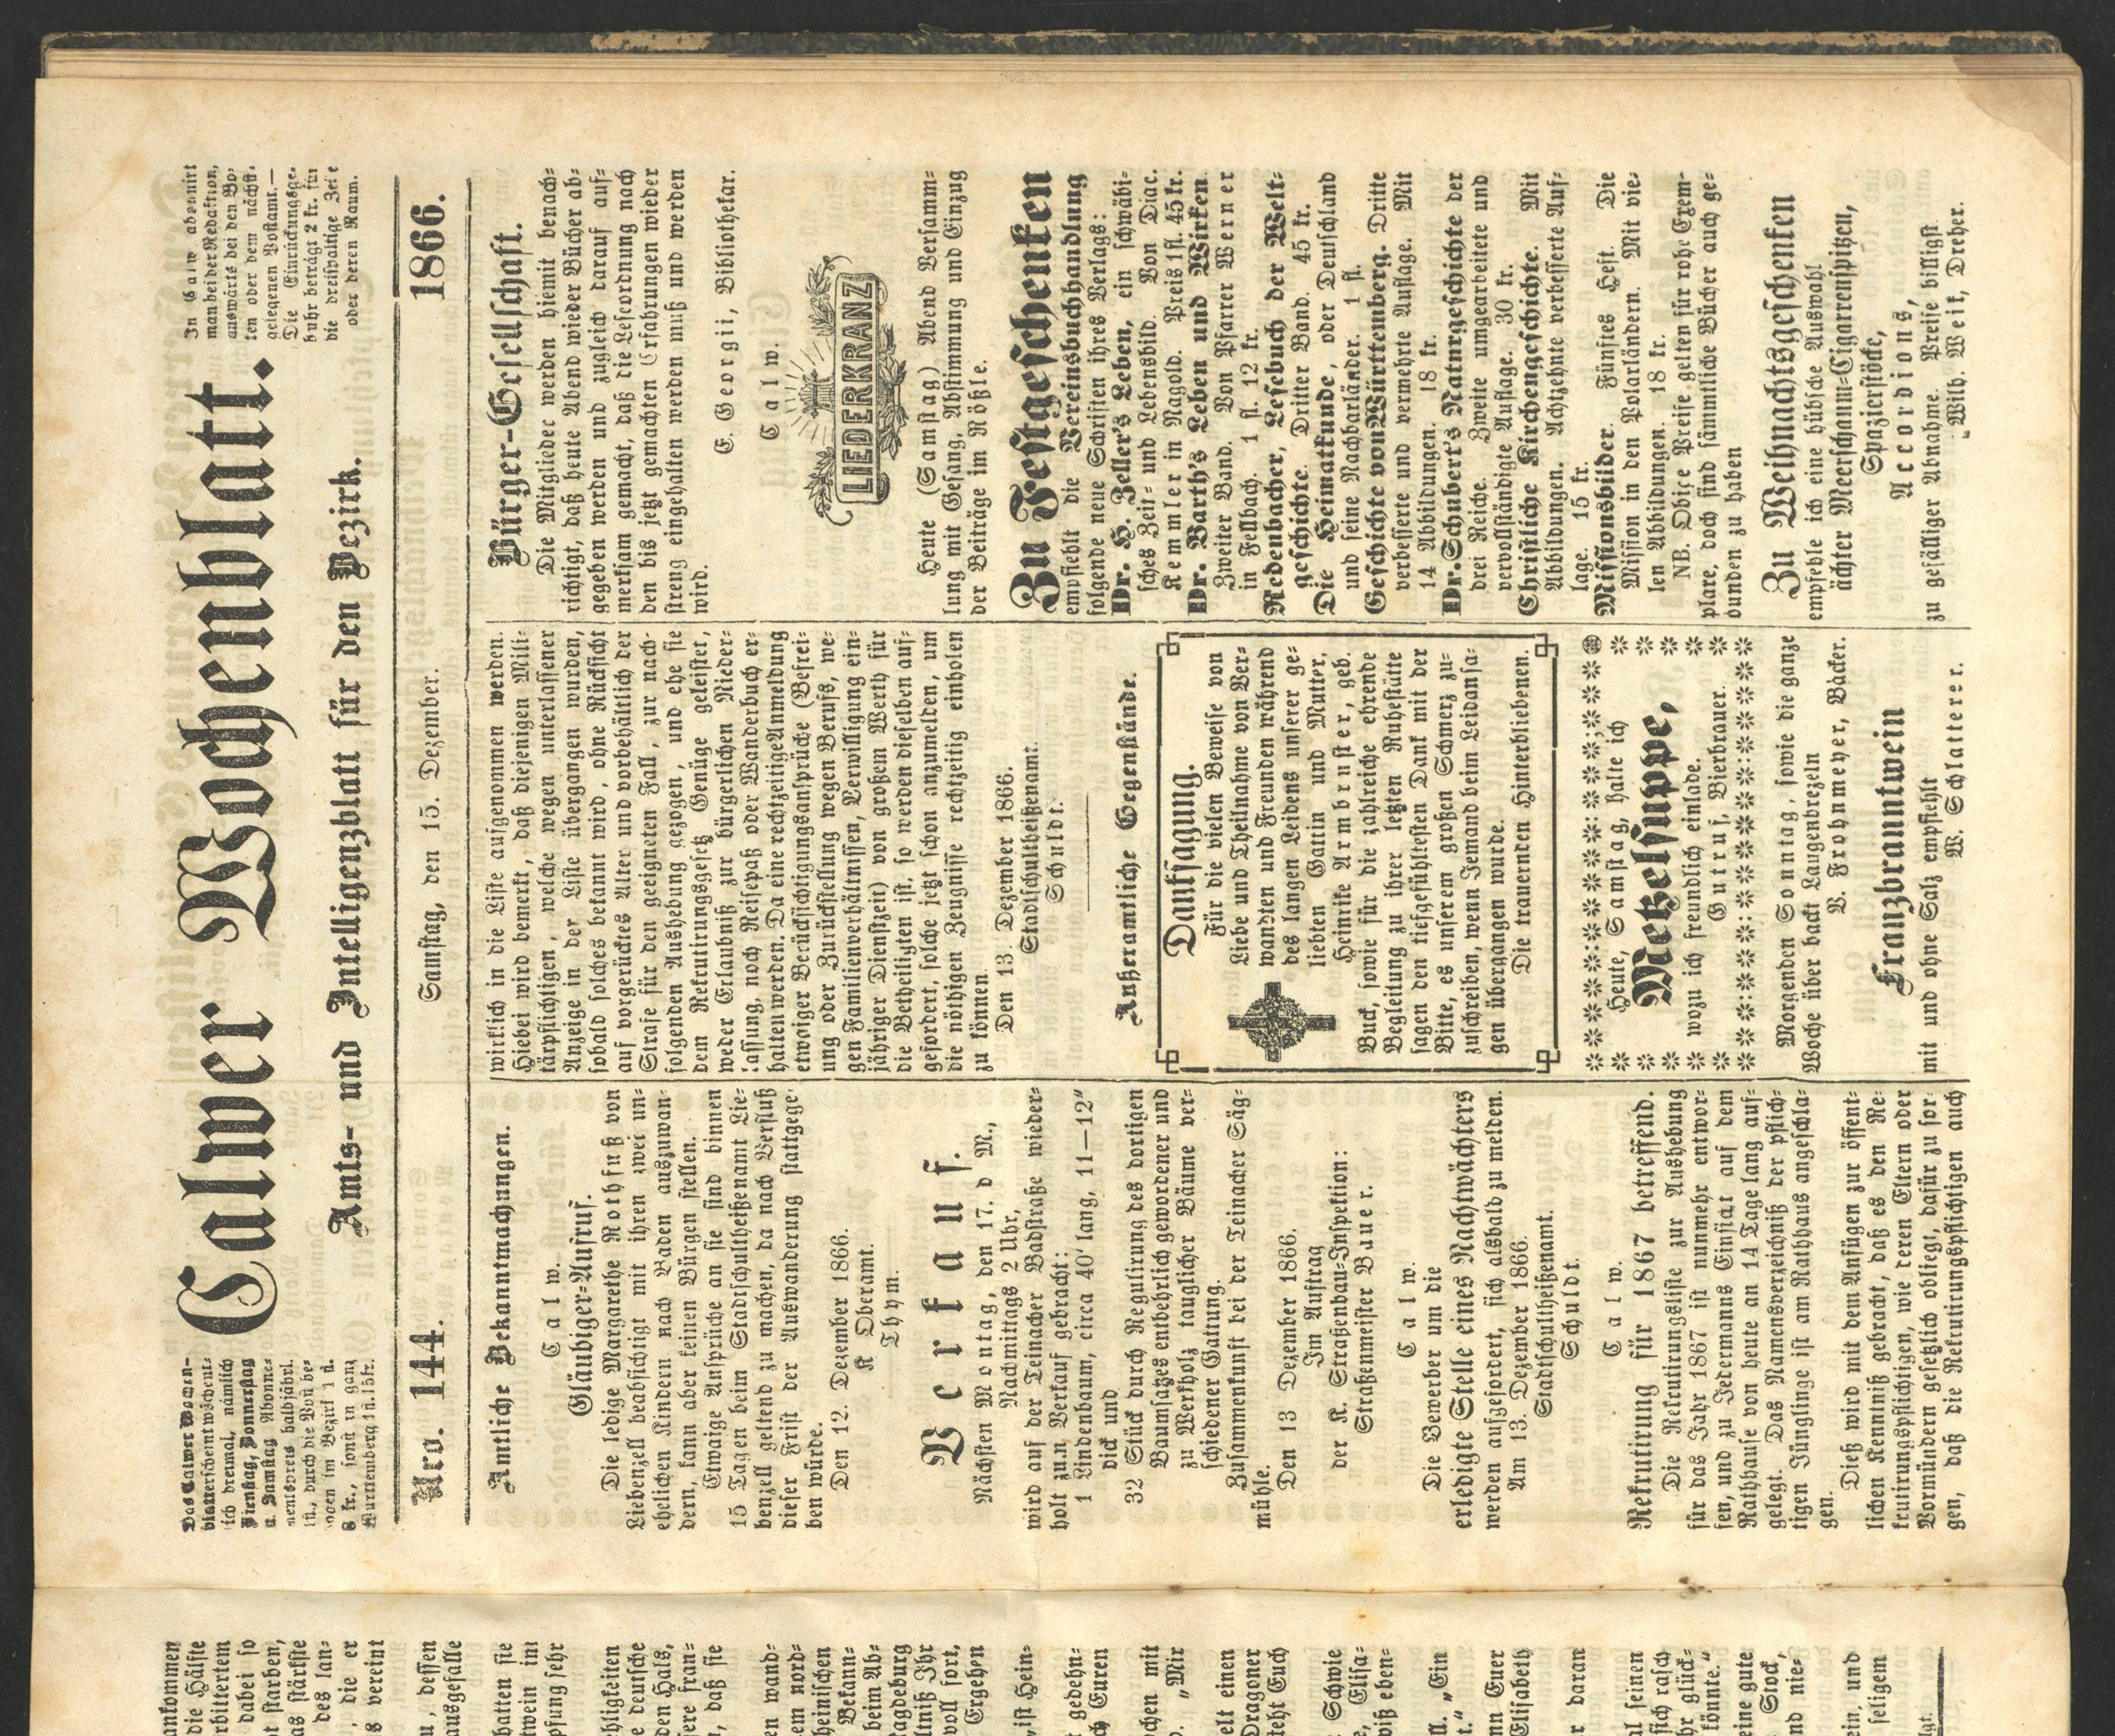 Das Calwer Wochen-
blatt erscheint wöchent-
lich dreimal, nämlich
Dienstag, Donnerstag
u. Samstag. Abonne-
mentspreis halbjährl.
1 fl., durch die Post be-
zogen im Bezirk 1 fl.
8 kr., sonst in ganz
Württemberg 1 fl. 15 kr.
Calwer Wochenblatt.
Amts- und Intelligenzblatt für den Bezirk.
In Calw abonnirt
man bei der Redaktion,
auswärts bei den Bo-
ten oder dem nächst-
gelegenen Postamt. —
Die Einrückungsge-
bühr beträgt 2 kr. für
die dreispaltige Zeile
oder deren Raum.
Nro. 144.
Samstag, den 15. Dezember.
1866.
Amtliche Bekanntmachungen.
Calw.
Gläubiger-Aufruf.
Die ledige Margarethe Rothfuß von
Liebenzell beabsichtigt mit ihren zwei un-
ehelichen Kindern nach Baden auszuwan-
dern, kann aber keinen Bürgen stellen.
Etwaige Ansprüche an sie sind binnen
15 Tagen beim Stadtschultheißenamt Lie-
benzell geltend zu machen, da nach Verfluß
dieser Frist der Auswanderung stattgege-
ben würde.
Den 12. Dezember 1866.
K Oberamt.
Thym.
Verkauf.
Nächsten Montag, den 17. d M.,
Nachmittags 2 Uhr,
wird auf der Teinacher Badstraße wieder-
holt zum Verkauf gebracht:
1 Lindenbaum, circa 40' lang, 11—12"
dick und
32 Stück durch Regulirung des dortigen
Baumsatzes entbehrlich gewordener und
zu Werkholz tauglicher Bäume ver-
schiedener Gattung.
Zusammenkunft bei der Teinacher Säg-
mühle.
Den 13 Dezember 1866.
Im Auftrag
der K. Straßenbau-Inspektion:
Straßenmeister Bauer.
Calw.
Die Bewerber um die
erledigte Stelle eines Nachtwächters
werden aufgefordert, sich alsbald zu melden.
Am 13. Dezember 1866.
Stadtschultheißenamt.
Schuldt.
Calw.
Rekrutirung für 1867 betreffend.
Die Rekrutirungsliste zur Aushebung
für das Jahr 1867 ist nunmehr entwor-
fen, und zu Jedermanns Einsicht auf dem
Rathhause von heute an 14 Tage lang auf-
gelegt. Das Namensverzeichniß der pflich-
tigen Jünglinge ist am Rathhaus angeschla-
gen.
Dieß wird mit dem Anfügen zur öffent-
lichen Kenntniß gebracht, daß es den Re-
krutirungspflichtigen, wie deren Eltern oder
Vormündern gesetzlich obliegt, dafür zu sor-
gen, daß die Rekrutirungspflichtigen auch
wirklich in die Liste aufgenommen werden.
Hiebei wird bemerkt, daß diejenigen Mili-
tärpflichtigen, welche wegen unterlassener
Anzeige in der Liste übergangen wurden,
sobald solches bekannt wird, ohne Rücksicht
auf vorgerücktes Alter und vorbehältlich der
Strafe für den geeigneten Fall, zur nach-
folgenden Aushebung gezogen, und ehe sie
dem Rekrutirungsgesetz Genüge geleistet,
weder Erlaubniß zur bürgerlichen Nieder-
lassung, noch Reisepaß oder Wanderbuch er-
halten werden. Da eine rechtzeitige Anmeldung
etwaiger Berücksichtigungsansprüche (Befrei-
ung oder Zurückstellung wegen Berufs, we-
gen Familienverhältnissen, Verwilligung ein-
jähriger Dienstzeit) von großem Werth für
die Betheiligten ist, so werden dieselben auf-
gefordert, solche jetzt schon anzumelden, um
die nöthigen Zeugnisse rechtzeitig einholen
zu können.
Den 13. Dezember 1866.
Stadtschultheißenamt.
Schuldt.
Außeramtliche Gegenstände.
Danksagung.
Für die vielen Beweise von
Liebe und Theilnahme von Ver-
wandten und Freunden während
des langen Leidens unserer ge-
liebten Gattin und Mutter,
Heinrike Armbruster, geb.
Buck, sowie für die zahlreiche ehrende
Begleitung zu ihrer letzten Ruhestätte
sagen den tiefgefühltesten Dank mit der
Bitte, es unserem großen Schmerz zu-
zuschreiben, wenn Jemand beim Leidansa-
gen übergangen wurde.
Die trauernden Hinterbliebenen.
Heute, Samstag, halte ich
Metzelsuppe,
wozu ich freundlich einlade.
Gutruf, Bierbrauer.
Morgenden Sonntag, sowie die ganze
Woche über backt Laugenbrezeln
V. Frohnmeyer, Bäcker.
Franzbranntwein
mit und ohne Salz empfiehlt
W. Schlatterer.
Bürger-Gesellschaft.
Die Mitglieder werden hiemit benach-
richtigt, daß heute Abend wieder Bücher ab-
gegeben werden und zugleich darauf auf-
merksam gemacht, daß die Leseordnung nach
den bis jetzt gemachten Erfahrungen wieder
streng eingehalten werden muß und werden
wird.
E. Georgii, Bibliothekar.
Calw.
LIEDERKRANZ
Heute (Samstag) Abend Versamm-
lung mit Gesang, Abstimmung und Einzug
der Beiträge im Rößle.
Zu Festgeschenken
empfiehlt die Vereinsbuchhandlung
folgende neue Schriften ihres Verlags:
Dr. H. Zeller's Leben, ein schwäbi-
sches Zeit- und Lebensbild. Von Diac.
Kemmler in Nagold. Preis 1 fl. 45 kr.
Dr. Barth's Leben und Wirken.
Zweiter Band. Von Pfarrer Werner
in Fellbach. 1 fl. 12 kr.
Redenbacher, Lesebuch der Welt-
geschichte. Dritter Band. 45 kr.
Die Heimatkunde, oder Deutschland
und seine Nachbarländer. 1 fl.
Geschichte von Württemberg. Dritte
verbesserte und vermehrte Auflage. Mit
14 Abbildungen. 18 kr.
Dr. Schubert's Naturgeschichte der
drei Reiche. Zweite umgearbeitete und
vervollständigte Auflage. 30 kr.
Christliche Kirchengeschichte. Mit
Abbildungen. Achtzehnte verbesserte Auf-
lage. 15 kr.
Missionsbilder. Fünftes Heft. Die
Mission in den Polarländern. Mit vie-
len Abbildungen. 18 kr.
NB. Obige Preise gelten für rohe Exem-
plare, doch sind sämmtliche Bücher auch ge-
bunden zu haben
Zu Weihnachtsgeschenken
empfehle ich eine hübsche Auswahl
ächter Meerschaum-Cigarrenspitzen,
Spazierstöcke,
Accordions,
zu gefälliger Abnahme. Preise billigst.
Wilh. Weik, Dreher.